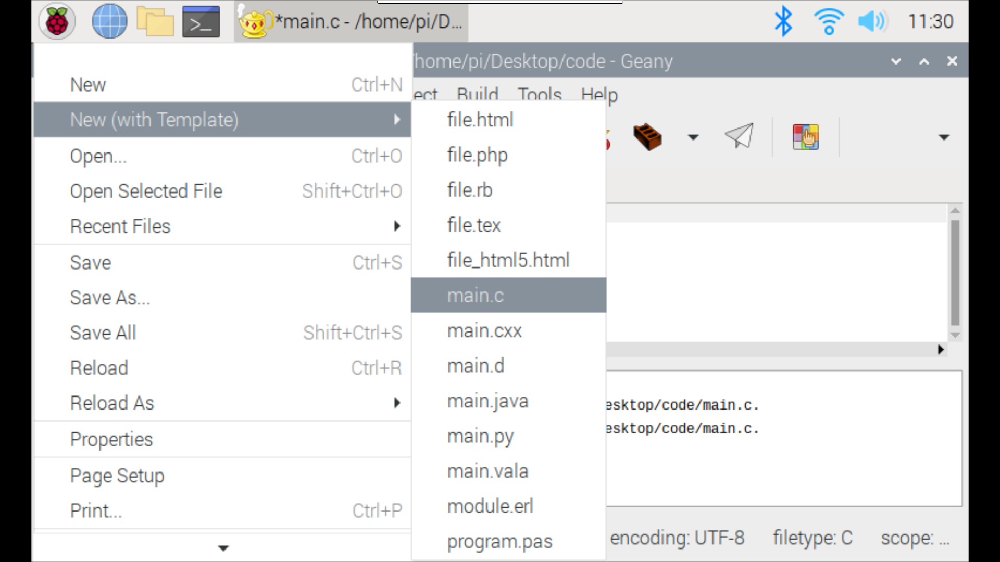 *main.c - /home/pi/D...
11:30
/home/pi/Desktop/code - Geany
ect Build Tools Help
New Ctrl+N
New (with Template)
Open... Ctrl+O
Open Selected File Shift+Ctrl+O
Recent Files
Save Ctrl+S
Save As...
Save All Shift+Ctrl+S
Reload Ctrl+R
Reload As
Properties
Page Setup
Print... Ctrl+P
file.html
file.php
file.rb
file.tex
file_html5.html
main.c
main.cxx
main.d
main.java
main.py
main.vala
module.erl
program.pas
esktop/code/main.c.
esktop/code/main.c.
encoding: UTF-8 filetype: C scope: ...